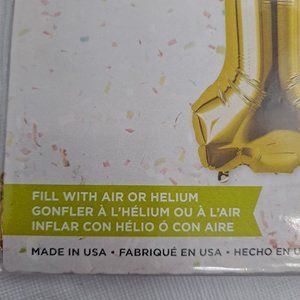 FILL WITH AIR OR HELIUM
GONFLER À L'HÉLIUM OU À L'AIR
INFLAR CON HÉLIO Ó CON AIRE
• MADE IN USA • FABRIQUÉ EN USA • HECHO EN U